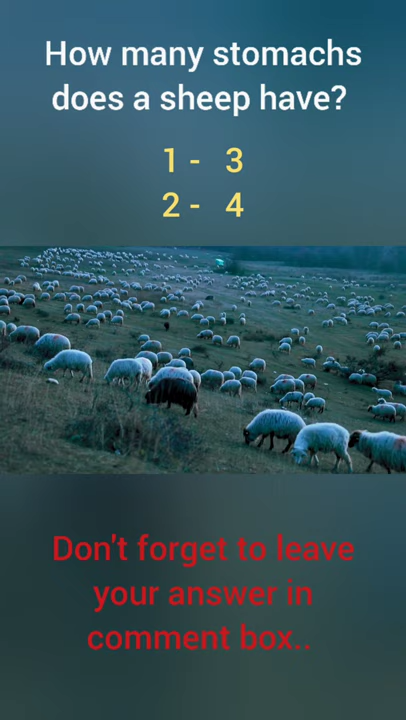 How many stomachs
does a sheep have?
1 - 3
2 - 4
Don't forget to leave
your answer in
comment box..